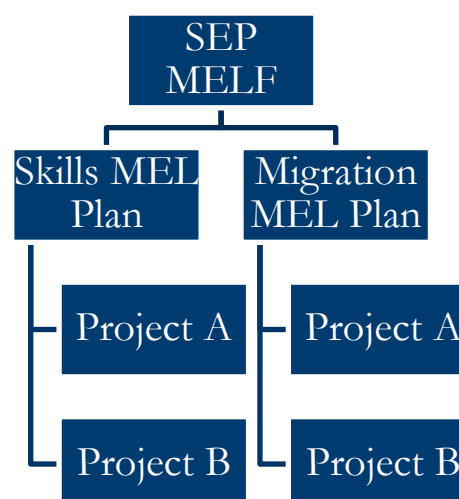 SEP
MELF
Skills MEL
Plan
Migration
MEL Plan
Project A
Project A
Project B
Project B